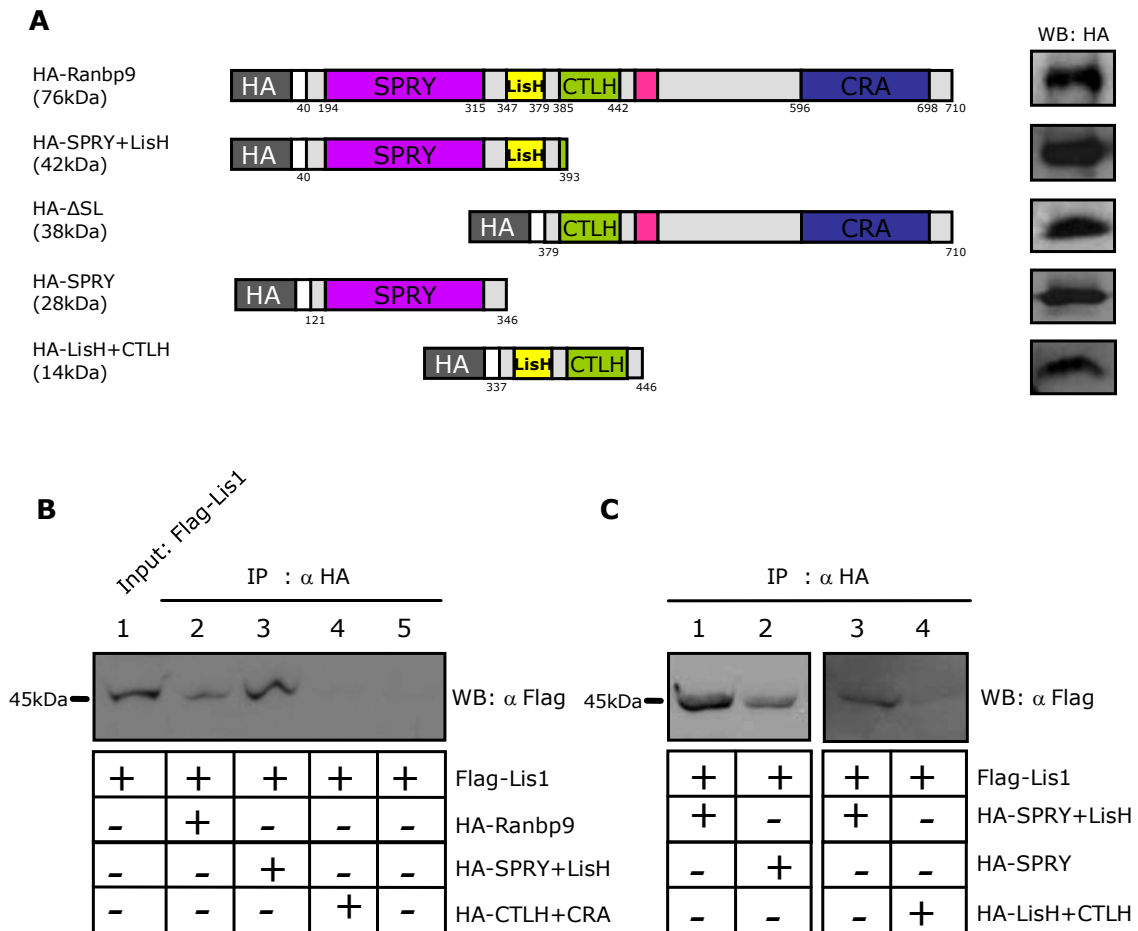 A
WB: HA
HA-Ranbp9
(76kDa)
HA SPRY LisH CTLH CRA
40 194 315 347 379 385 442 596 698 710
HA-SPRY+LisH
(42kDa)
HA SPRY LisH
40 393
HA-ΔSL
(38kDa)
HA CTLH CRA
379 710
HA-SPRY
(28kDa)
HA SPRY
121 346
HA-LisH+CTLH
(14kDa)
HA LisH CTLH
337 446
B
Input: Flag-Lis1
IP : α HA
1 2 3 4 5
45kDa
WB: α Flag
+ + + + + Flag-Lis1
- + - - - HA-Ranbp9
- - + - - HA-SPRY+LisH
- - - + - HA-CTLH+CRA
C
IP : α HA
1 2 3 4
45kDa
WB: α Flag
+ + + + Flag-Lis1
+ - + - HA-SPRY+LisH
- + - - HA-SPRY
- - - + HA-LisH+CTLH